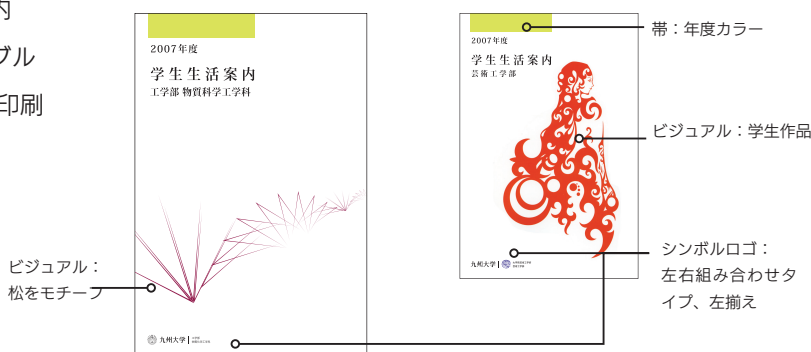 内
ブル
印刷
2007年度
学生生活案内
工学部 物質科学工学科
ビジュアル：
松をモチーフ
九州大学
2007年度
学生生活案内
芸術工学部
九州大学
帯：年度カラー
ビジュアル：学生作品
シンボルロゴ：
左右組み合わせタ
イプ、左揃え